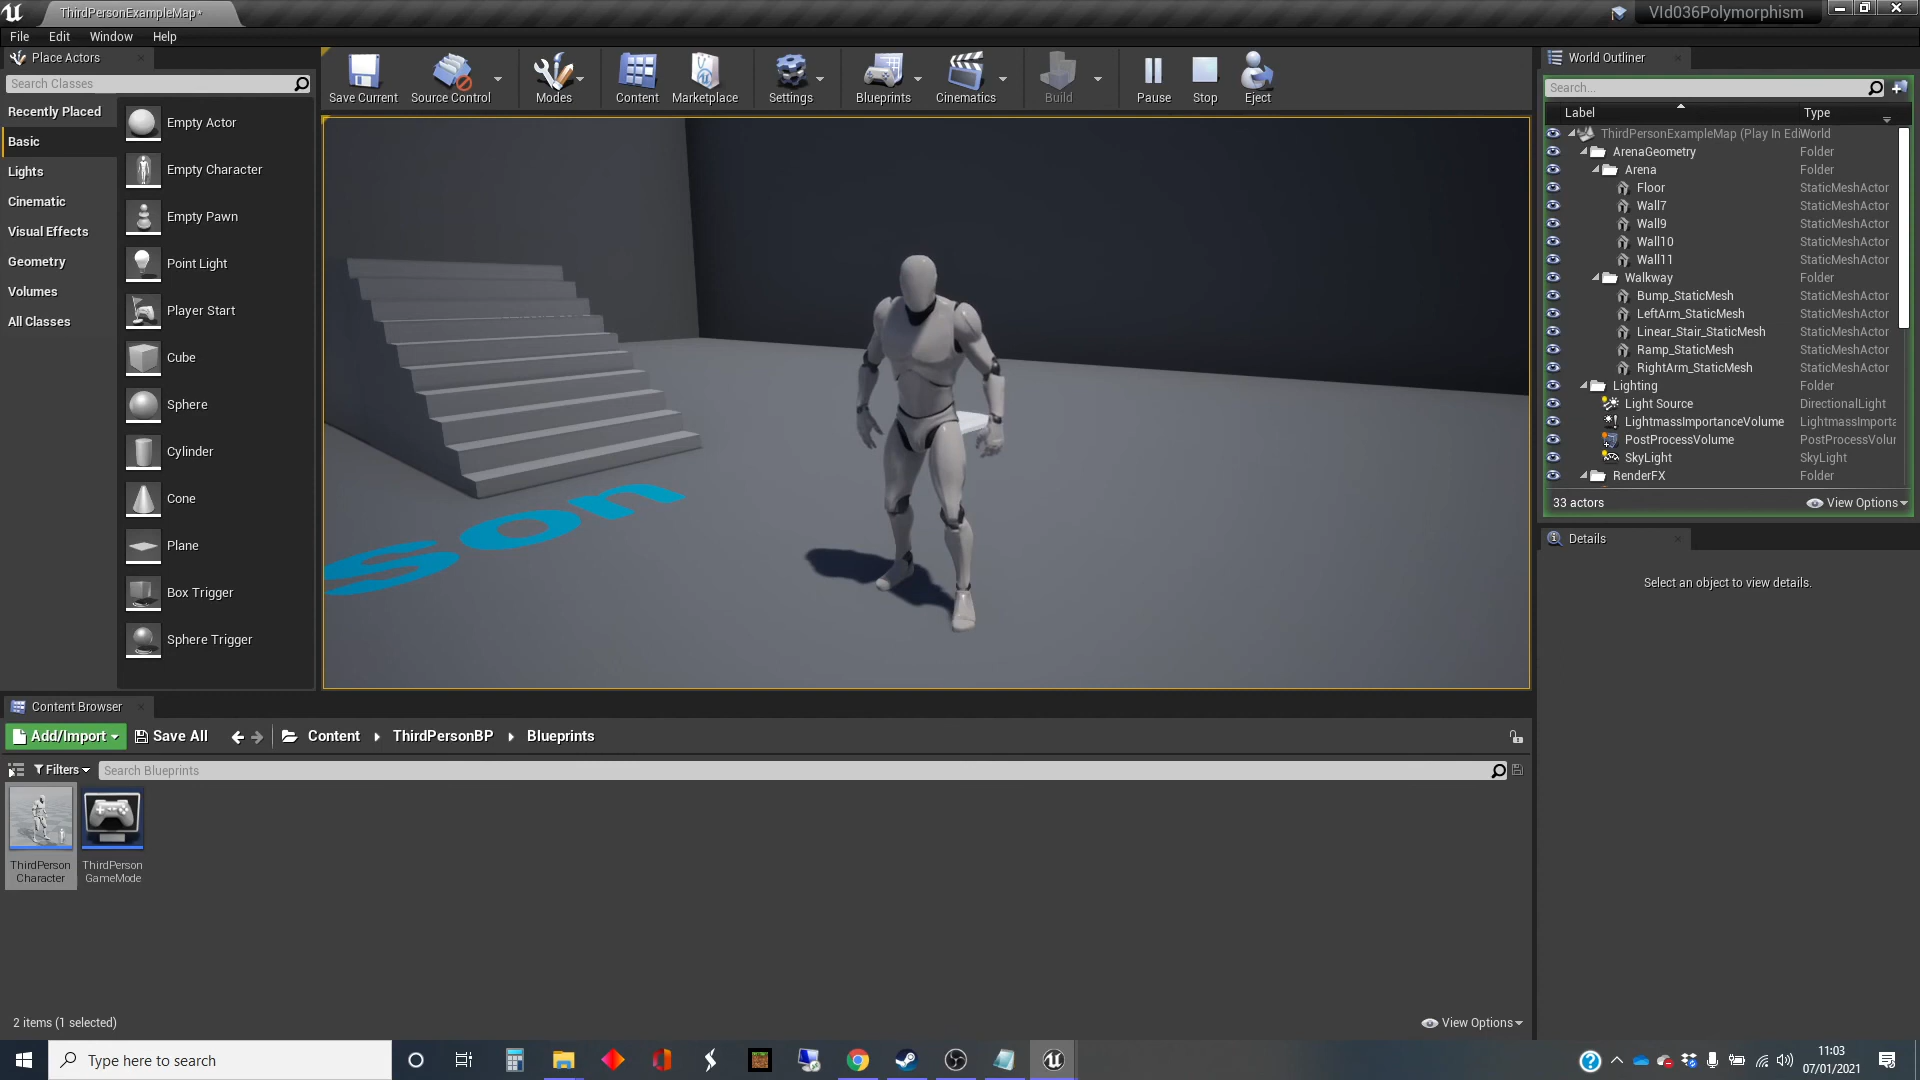 ThirdPersonExampleMap*
VId036Polymorphism
File Edit Window Help
Place Actors
Search Classes
Recently Placed
Basic
Lights
Cinematic
Visual Effects
Geometry
Volumes
All Classes
Empty Actor
Empty Character
Empty Pawn
Point Light
Player Start
Cube
Sphere
Cylinder
Cone
Plane
Box Trigger
Sphere Trigger
Save Current Source Control Modes Content Marketplace Settings Blueprints Cinematics Build Pause Stop Eject
son
World Outliner
Search...
Label Type
ThirdPersonExampleMap (Play In Edi World
ArenaGeometry Folder
Arena Folder
Floor StaticMeshActor
Wall7 StaticMeshActor
Wall9 StaticMeshActor
Wall10 StaticMeshActor
Wall11 StaticMeshActor
Walkway Folder
Bump_StaticMesh StaticMeshActor
LeftArm_StaticMesh StaticMeshActor
Linear_Stair_StaticMesh StaticMeshActor
Ramp_StaticMesh StaticMeshActor
RightArm_StaticMesh StaticMeshActor
Lighting Folder
Light Source DirectionalLight
LightmassImportanceVolume LightmassImporta
PostProcessVolume PostProcessVolur
SkyLight SkyLight
RenderFX Folder
33 actors View Options
Details
Select an object to view details.
Content Browser
Add/Import Save All Content ThirdPersonBP Blueprints
Filters Search Blueprints
ThirdPerson
Character
ThirdPerson
GameMode
2 items (1 selected) View Options
Type here to search
11:03
07/01/2021